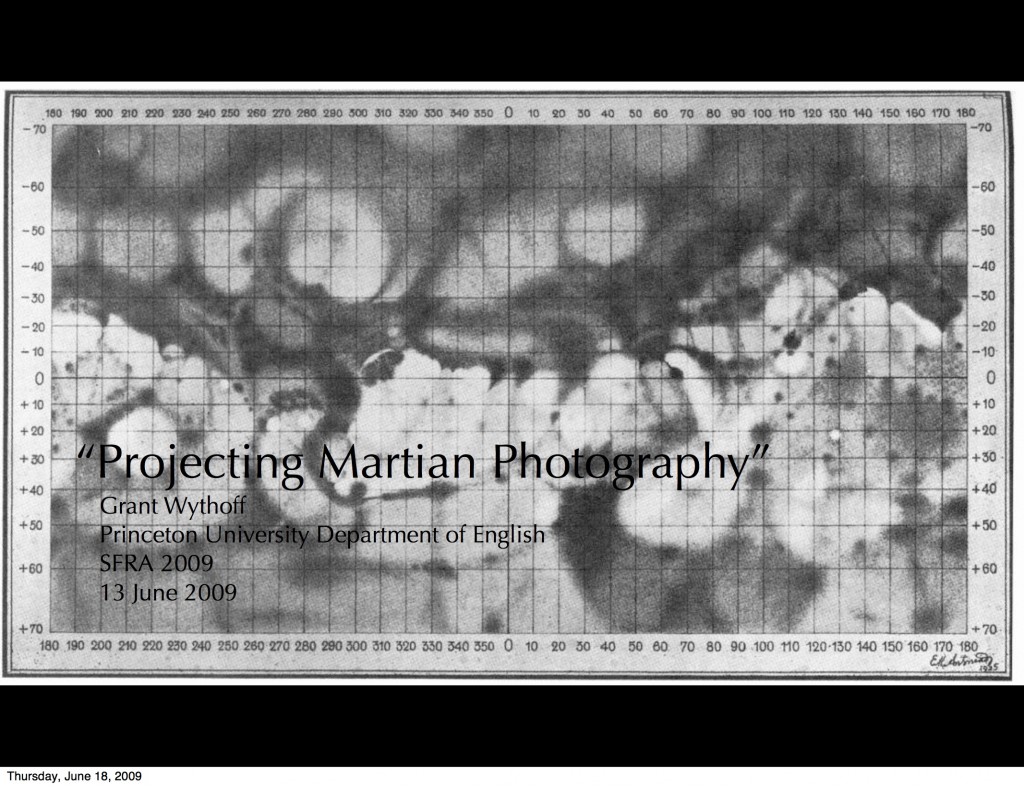 180 190 200 210 220 230 240 250 260 270 280 290 300 310 320 330 340 350 0 10 20 30 40 50 60 70 80 90 100 110 120 130 140 150 160 170 180
-70 -70
-60 -60
-50 -50
-40 -40
-30 -30
-20 -20
-10 -10
0 0
+10 +10
+20 +20
“Projecting Martian Photography”
+30 +30
+40 +40
Grant Wythoff
+50 +50
Princeton University Department of English
SFRA 2009
+60 +60
13 June 2009
+70 +70
180 190 200 210 220 230 240 250 260 270 280 290 300 310 320 330 340 350 0 10 20 30 40 50 60 70 80 90 100 110 120 130 140 150 160 170 180
Thursday, June 18, 2009